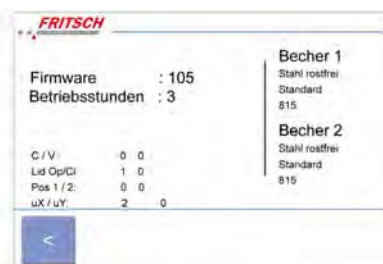 FRITSCH
Firmware : 105
Betriebsstunden : 3
C / V: 0 0
Lid Op/Cl 1 0
Pos 1 / 2: 0 0
uX / uY: 2 0
<
Becher 1
Stahl rostfrei
Standard
815
Becher 2
Stahl rostfrei
Standard
815